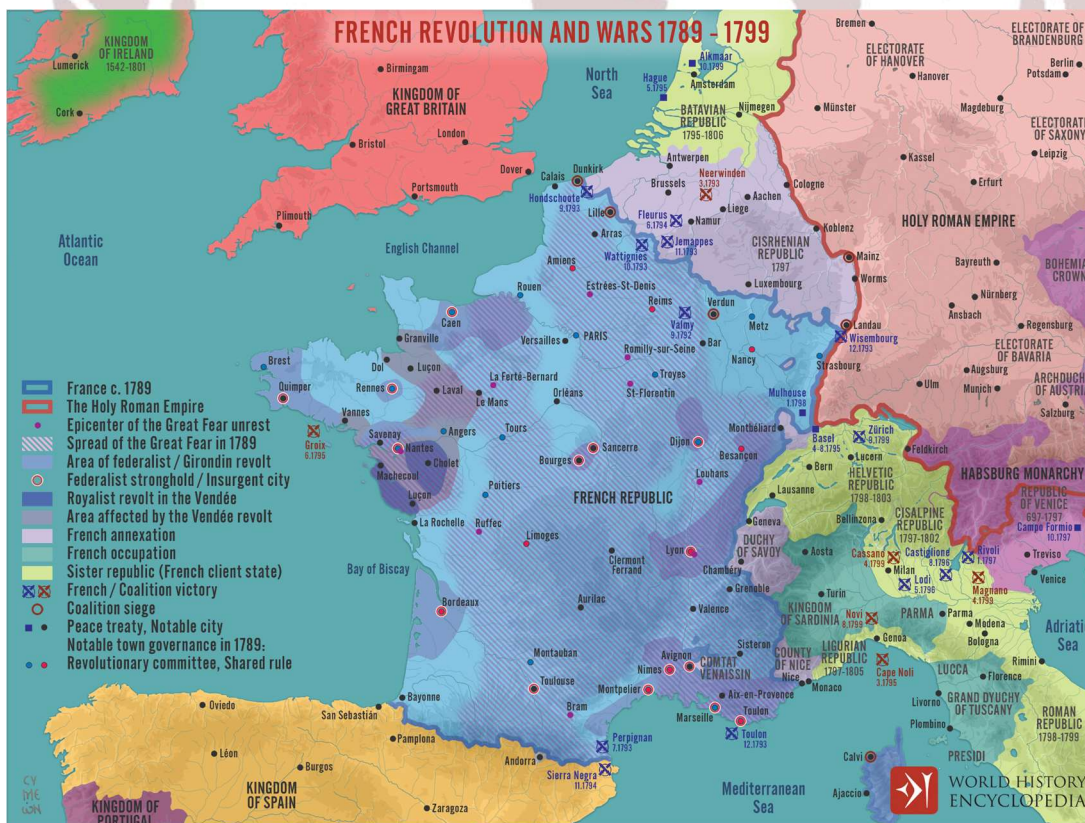 FRENCH REVOLUTION AND WARS 1789 - 1799
KINGDOM
OF IRELAND
1542-1801
Lumerick
Cork
Birmingam
KINGDOM OF
GREAT BRITAIN
London
Bristol
Dover
Portsmouth
Plimouth
North
Sea
Atlantic
Ocean
English Channel
Alkmaar
10.1799
Hague
5.1795
Amsterdam
BATAVIAN
REPUBLIC
1795-1806
Nijmegen
Bremen
ELECTORATE
OF HANOVER
Hanover
ELECTORATE OF
BRANDENBURG
Berlin
Potsdam
Münster
Magdeburg
ELECTORATE
OF SAXONY
Leipzig
Kassel
Erfurt
HOLY ROMAN EMPIRE
Antwerpen
Neerwinden
3.1793
Brussels
Aachen
Cologne
Liege
Fleurus
6.1794
Namur
Jemappes
11.1793
Wattignies
10.1793
CISRHENIAN
REPUBLIC
1797
Koblenz
Mainz
Worms
Luxembourg
Landau
Wisembourg
12.1793
Bayreuth
BOHEMIAN
CROWN
Nürnberg
Ansbach
Regensburg
ELECTORATE
OF BAVARIA
Augsburg
Ulm
Munich
ARCHDUCHY
OF AUSTRIA
Salzburg
Calais
Dunkirk
Hondschoote
9.1793
Lille
Arras
Amiens
Rouen
Estrées-St-Denis
Reims
Verdun
Valmy
9.1792
Metz
Caen
Granville
Versailles
PARIS
Bar
Romilly-sur-Seine
Nancy
Strasbourg
Dol
Luçon
Brest
Quimper
Rennes
Laval
La Ferté-Bernard
Le Mans
Orléans
Troyes
St-Florentin
Mulhouse
1.1798
Vannes
Groix
6.1795
Savenay
Nantes
Angers
Tours
Sancerre
Bourges
Dijon
Montbéliard
Besançon
Basel
4-8.1795
Zürich
9.1799
Feldkirch
Machecoul
Cholet
Luçon
Poitiers
Louhans
FRENCH REPUBLIC
Bern
Lucern
HELVETIC
REPUBLIC
1798-1803
Lausanne
Geneva
Bellinzona
HABSBURG MONARCHY
REPUBLIC
OF VENICE
697-1797
Campo Formio
10.1797
CISALPINE
REPUBLIC
1797-1802
La Rochelle
Ruffec
Limoges
Clermont
Ferrand
Lyon
DUCHY
OF SAVOY
Chambéry
Aosta
Cassano
4.1799
Castiglione
8.1796
Rivoli
1.1797
Treviso
Venice
Milan
Lodi
5.1796
Magnano
4.1799
Bay of Biscay
Bordeaux
Aurilac
Grenoble
Valence
Turin
KINGDOM
OF SARDINIA
Novi
8.1799
PARMA
Parma
Modena
Bologna
Genoa
LIGURIAN
REPUBLIC
1797-1805
Cape Noli
3.1795
Adriatic
Sea
Rimini
Montauban
Sisteron
Avignon
COMTAT
VENAISSIN
COUNTY
OF NICE
Nice
Monaco
LUCCA
Florence
Livorno
GRAND DYUCHY
OF TUSCANY
Plombino
ROMAN
REPUBLIC
1798-1799
PRESIDI
Toulouse
Nimes
Montpelier
Aix-en-Provence
Bayonne
Bram
Marseille
Toulon
Toulon
12.1793
Perpignan
7.1793
Sierra Negra
11.1794
Andorra
Oviedo
San Sebastián
Pamplona
Léon
Burgos
KINGDOM
OF SPAIN
Zaragoza
KINGDOM OF
PORTUGAL
Mediterranean
Sea
Calvi
Ajaccio
France c. 1789
The Holy Roman Empire
Epicenter of the Great Fear unrest
Spread of the Great Fear in 1789
Area of federalist / Girondin revolt
Federalist stronghold / Insurgent city
Royalist revolt in the Vendée
Area affected by the Vendée revolt
French annexation
French occupation
Sister republic (French client state)
French / Coalition victory
Coalition siege
Peace treaty, Notable city
Notable town governance in 1789:
Revolutionary committee, Shared rule
WORLD HISTORY
ENCYCLOPEDIA